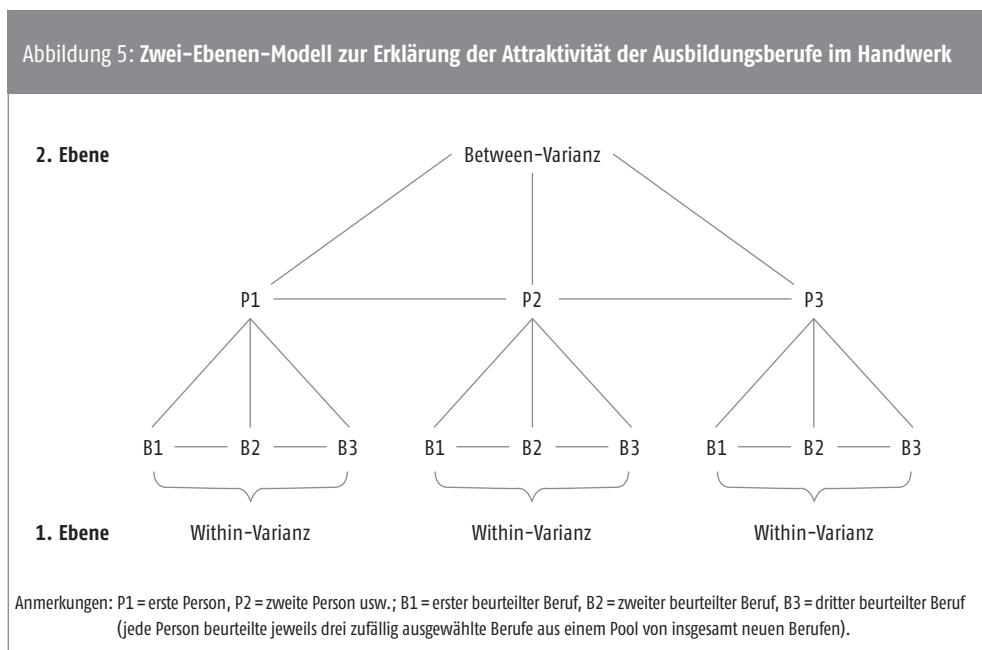 Abbildung 5: Zwei-Ebenen-Modell zur Erklärung der Attraktivität der Ausbildungsberufe im Handwerk
2. Ebene Between-Varianz
P1 P2 P3
B1 B2 B3 B1 B2 B3 B1 B2 B3
1. Ebene Within-Varianz Within-Varianz Within-Varianz
Anmerkungen: P1 = erste Person, P2 = zweite Person usw.; B1 = erster beurteilter Beruf, B2 = zweiter beurteilter Beruf, B3 = dritter beurteilter Beruf
(jede Person beurteilte jeweils drei zufällig ausgewählte Berufe aus einem Pool von insgesamt neuen Berufen).